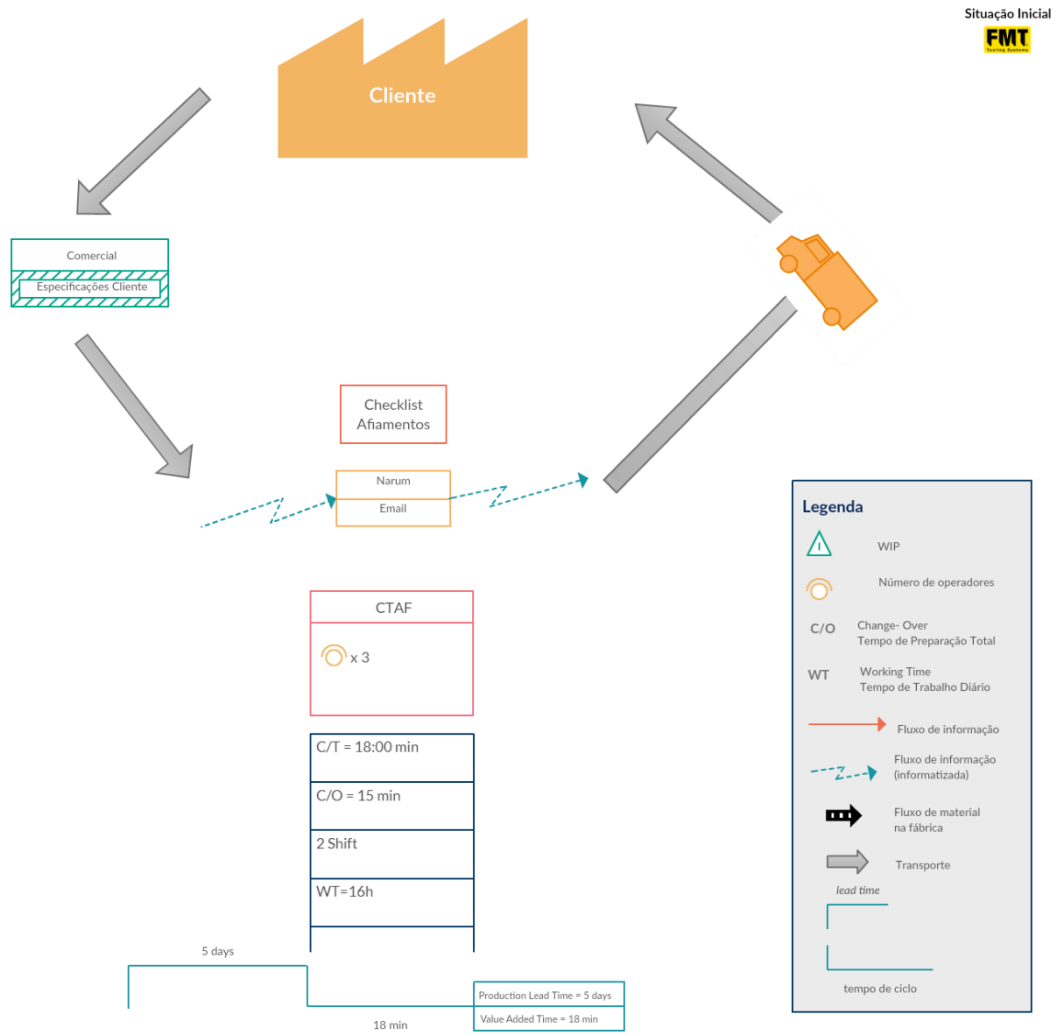 Situação Inicial
FMT
Tooling Systems
Cliente
Comercial
Especificações Cliente
Checklist
Afiamentos
Narum
Email
CTAF
x 3
C/T = 18:00 min
C/O = 15 min
2 Shift
WT=16h
5 days
18 min
Production Lead Time = 5 days
Value Added Time = 18 min
Legenda
I
WIP
Número de operadores
C/O
Change- Over
Tempo de Preparação Total
WT
Working Time
Tempo de Trabalho Diário
Fluxo de informação
Fluxo de informação
(informatizada)
Fluxo de material
na fábrica
Transporte
lead time
tempo de ciclo